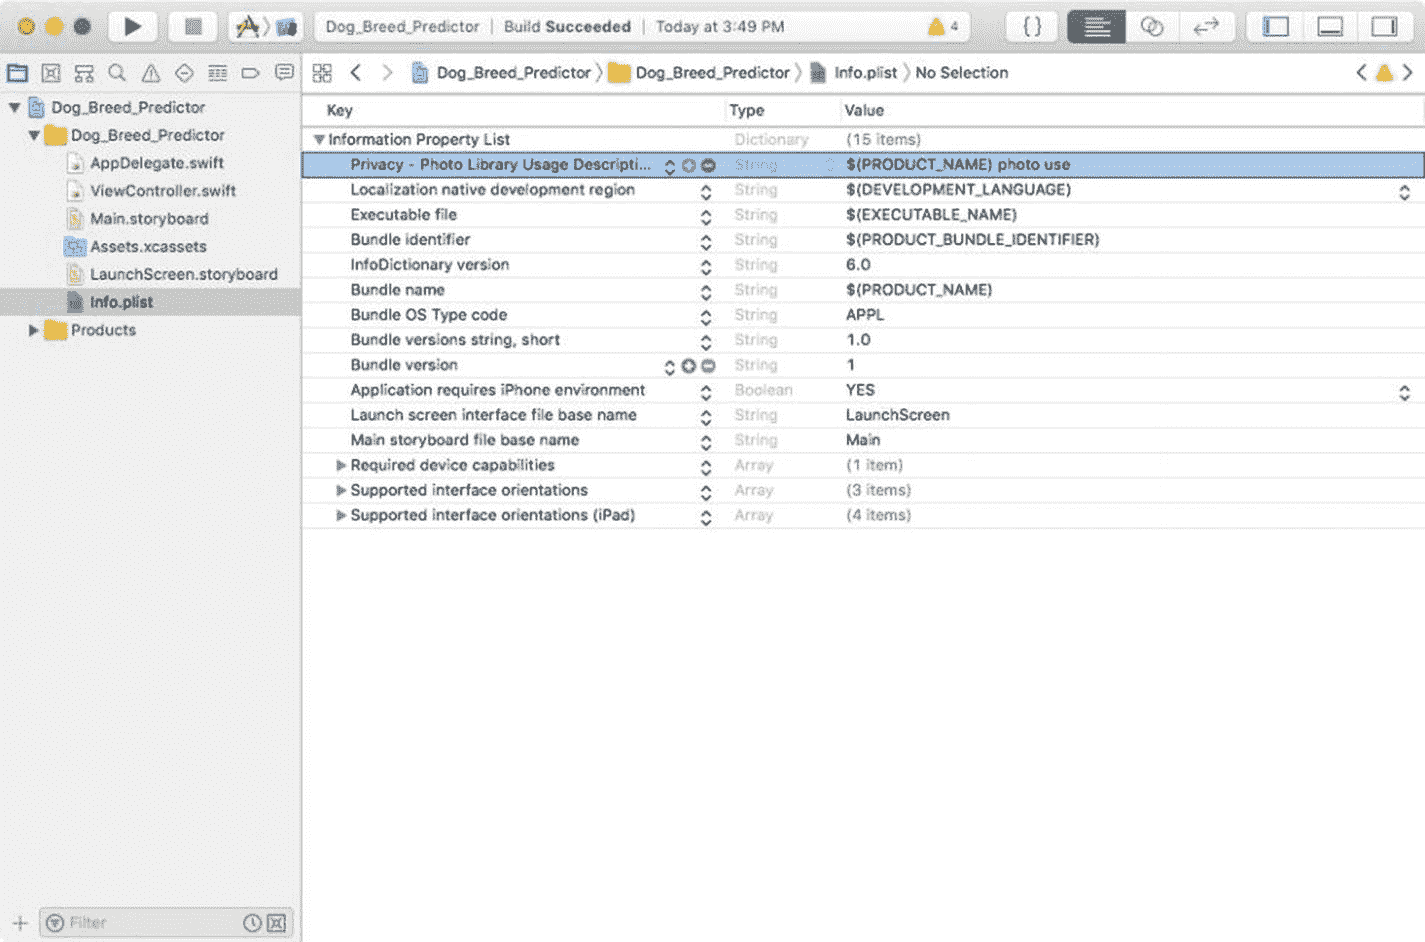 Dog_Breed_Predictor | Build Succeeded | Today at 3:49 PM 4 { }
Dog_Breed_Predictor Dog_Breed_Predictor Info.plist No Selection
Dog_Breed_Predictor
Dog_Breed_Predictor
AppDelegate.swift
ViewController.swift
Main.storyboard
Assets.xcassets
LaunchScreen.storyboard
Info.plist
Products
Filter
Key Type Value
Information Property List Dictionary (15 items)
Privacy - Photo Library Usage Descripti... String $(PRODUCT_NAME) photo use
Localization native development region String $(DEVELOPMENT_LANGUAGE)
Executable file String $(EXECUTABLE_NAME)
Bundle identifier String $(PRODUCT_BUNDLE_IDENTIFIER)
InfoDictionary version String 6.0
Bundle name String $(PRODUCT_NAME)
Bundle OS Type code String APPL
Bundle versions string, short String 1.0
Bundle version String 1
Application requires iPhone environment Boolean YES
Launch screen interface file base name String LaunchScreen
Main storyboard file base name String Main
Required device capabilities Array (1 item)
Supported interface orientations Array (3 items)
Supported interface orientations (iPad) Array (4 items)